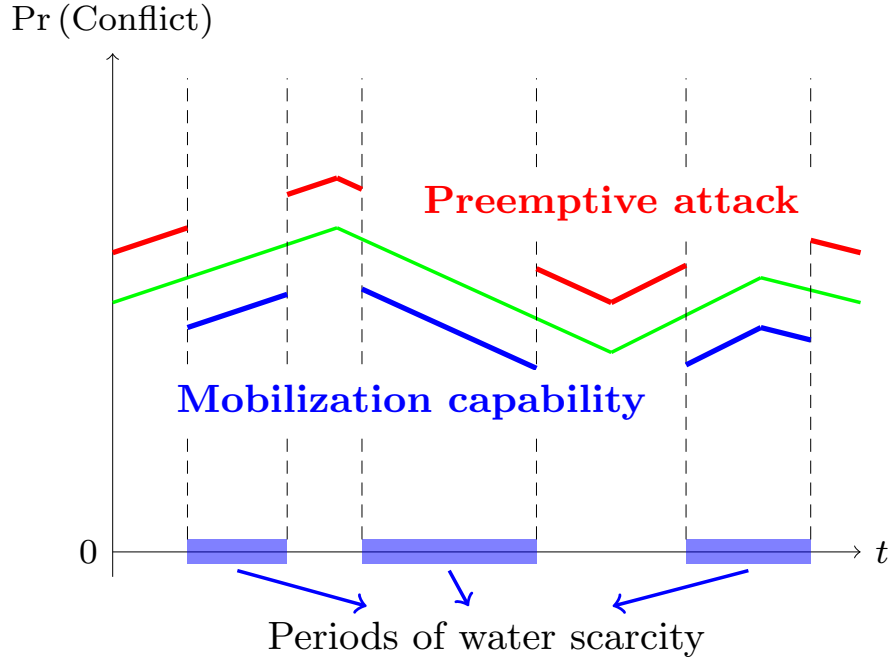 Pr (Conflict)
Preemptive attack
Mobilization capability
0
t
Periods of water scarcity